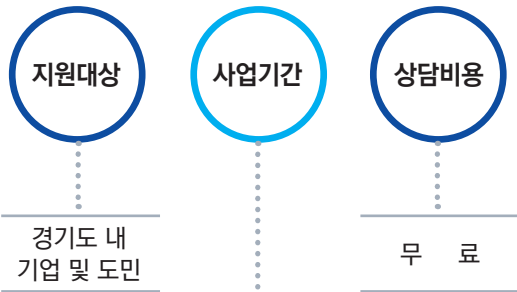 지원대상
사업기간
상담비용
경기도 내
기업 및 도민
무 료